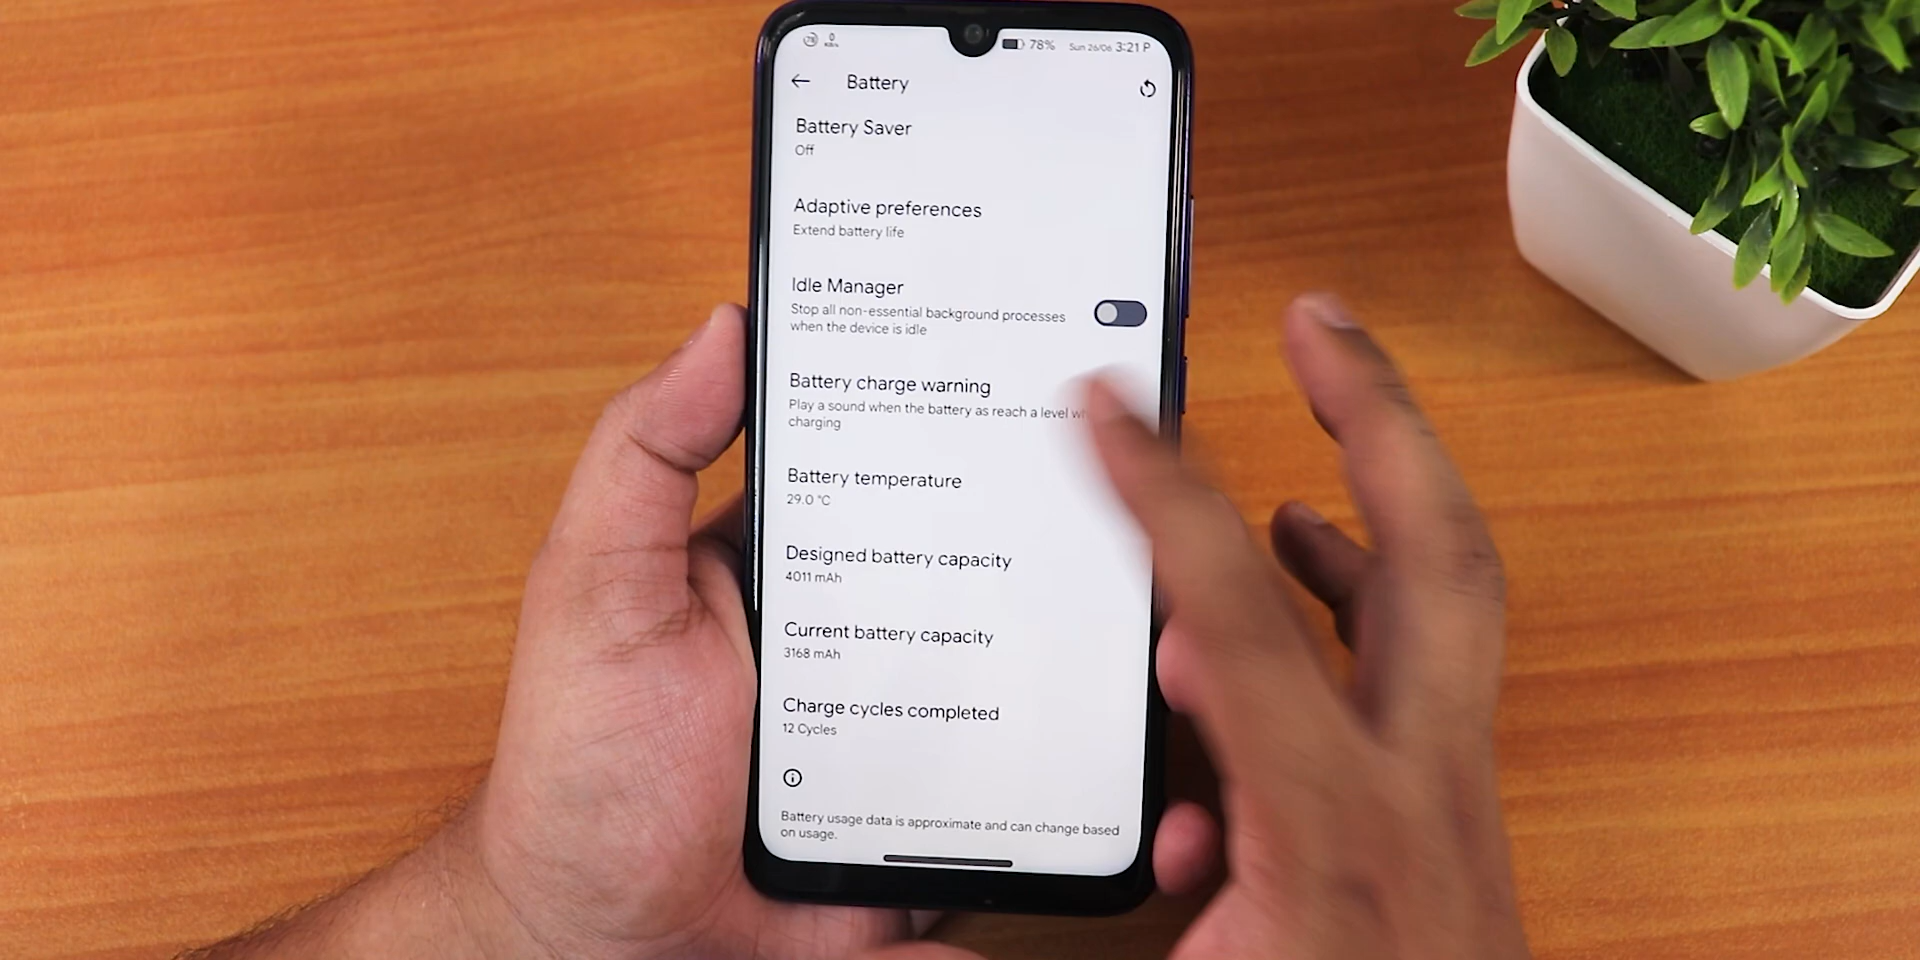 78 0 KB/s 78% Sun 26/06 3:21 P
Battery
Battery Saver
Off
Adaptive preferences
Extend battery life
Idle Manager
Stop all non-essential background processes
when the device is idle
Battery charge warning
Play a sound when the battery as reach a level
charging
Battery temperature
29.0 °C
Designed battery capacity
4011 mAh
Current battery capacity
3168 mAh
Charge cycles completed
12 Cycles
Battery usage data is approximate and can change based
on usage.